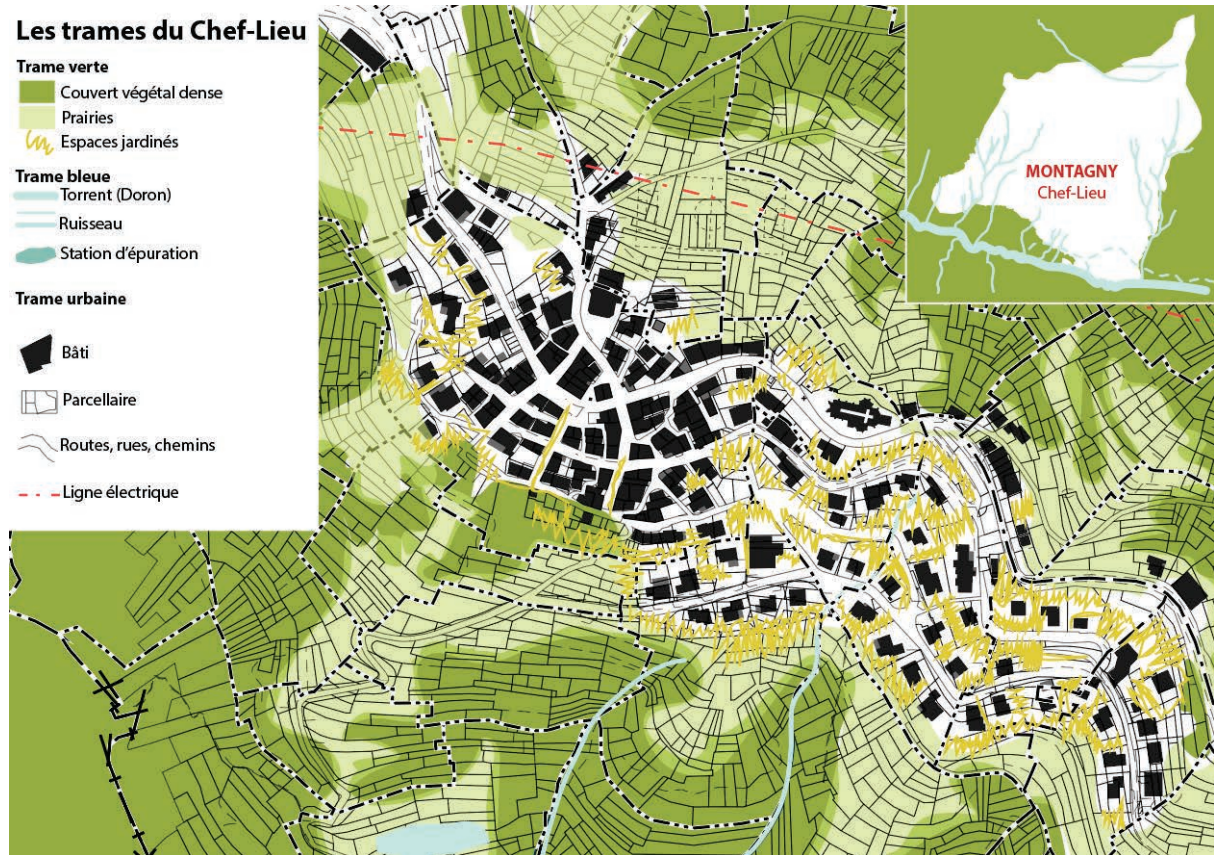 Les trames du Chef-Lieu
Trame verte
Couvert végétal dense
Prairies
Espaces jardinés
Trame bleue
Torrent (Doron)
Ruisseau
Station d'épuration
Trame urbaine
Bâti
Parcellaire
Routes, rues, chemins
Ligne électrique
MONTAGNY
Chef-Lieu